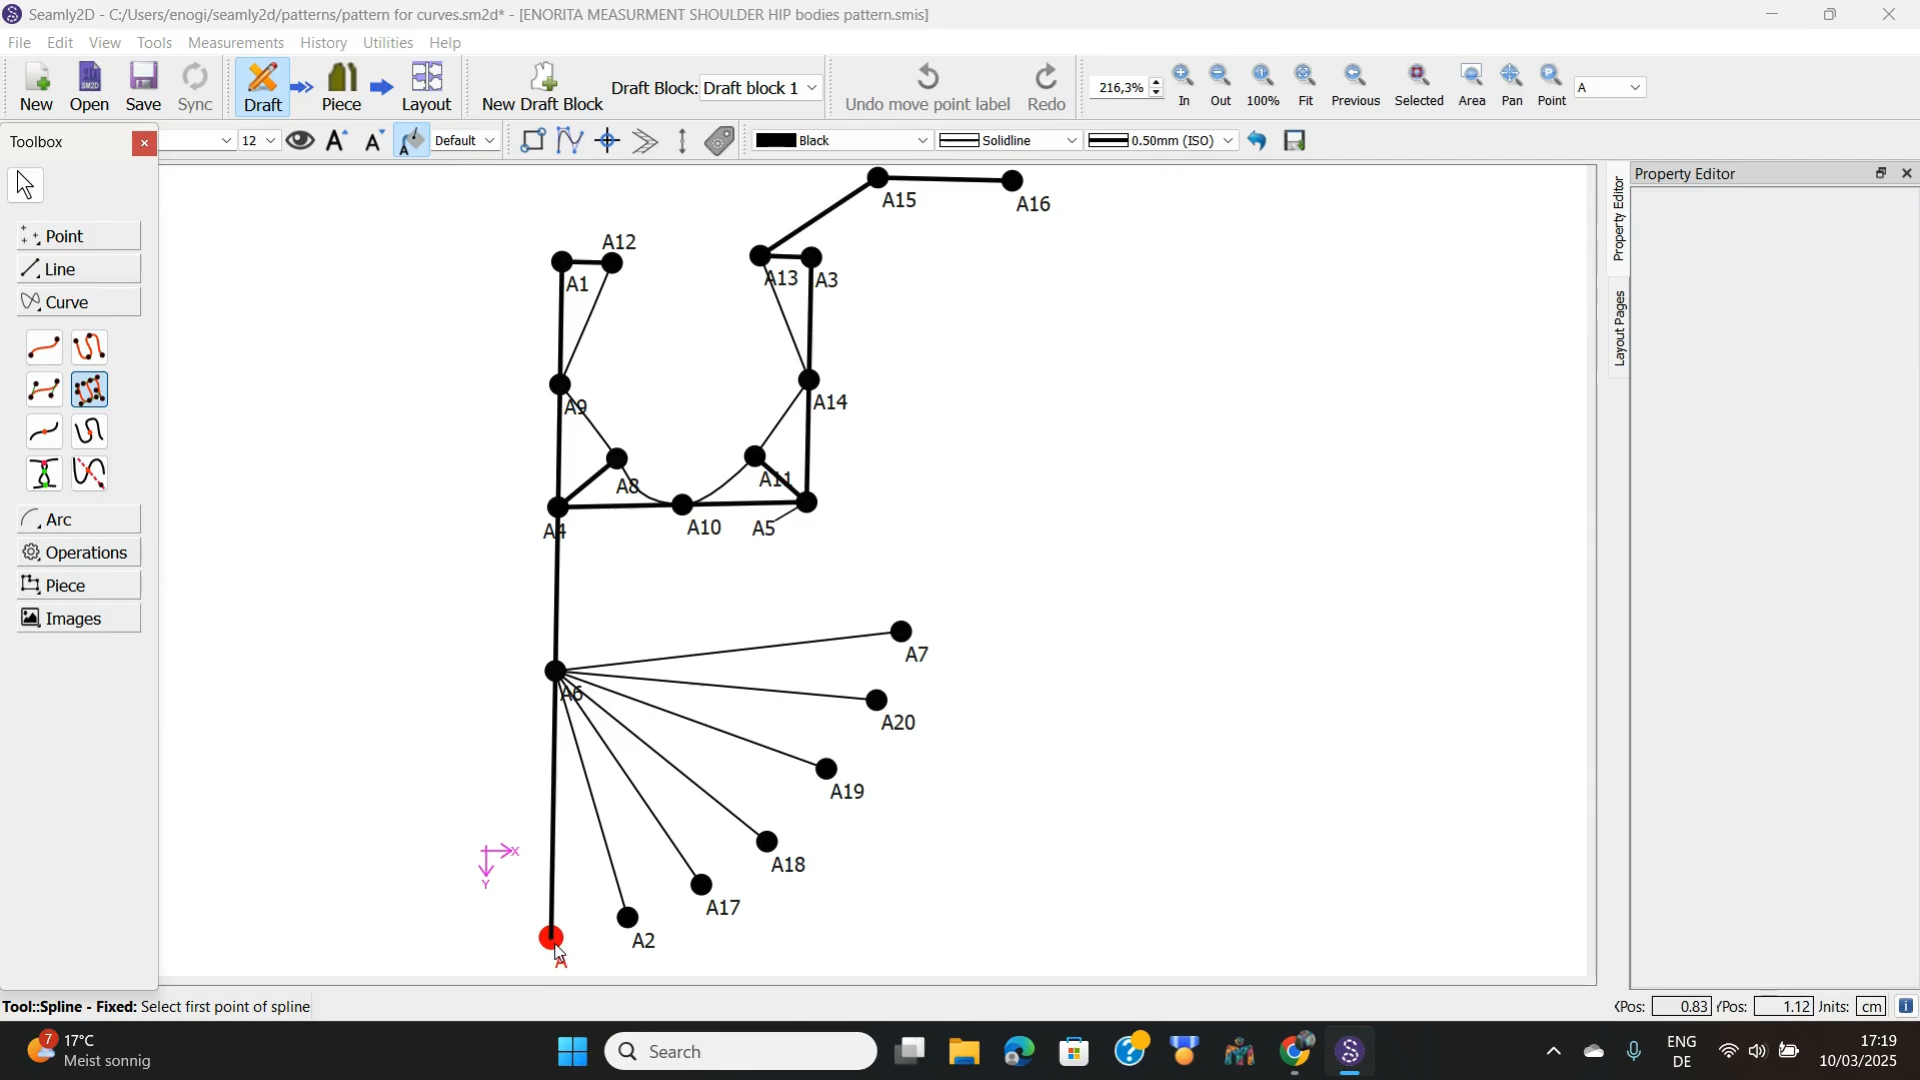 Seamly2D - C:/Users/enogi/seamly2d/patterns/pattern for curves.sm2d* - [ENORITA MEASURMENT SHOULDER HIP bodies pattern.smis]
File Edit View Tools Measurements History Utilities Help
New Open Save Sync Draft Piece Layout New Draft Block Draft Block: Draft block 1 Undo move point label Redo 216,3% In Out 100% Fit Previous Selected Area Pan Point A
Toolbox 12 Default Black Solidline 0.50mm (ISO)
Property Editor
Property Editor
Layout Pages
Point
Line
Curve
Arc
Operations
Piece
Images
A15 A16
A12
A1 A13 A3
A9 A14
A8 A11
A4 A10 A5
A7
A6
A20
A19
A18
A17
A2
A
X
Y
Tool::Spline - Fixed: Select first point of spline
XPos: 0.83 YPos: 1.12 Units: cm
7
17°C
Meist sonnig
Search
ENG
DE
17:19
10/03/2025